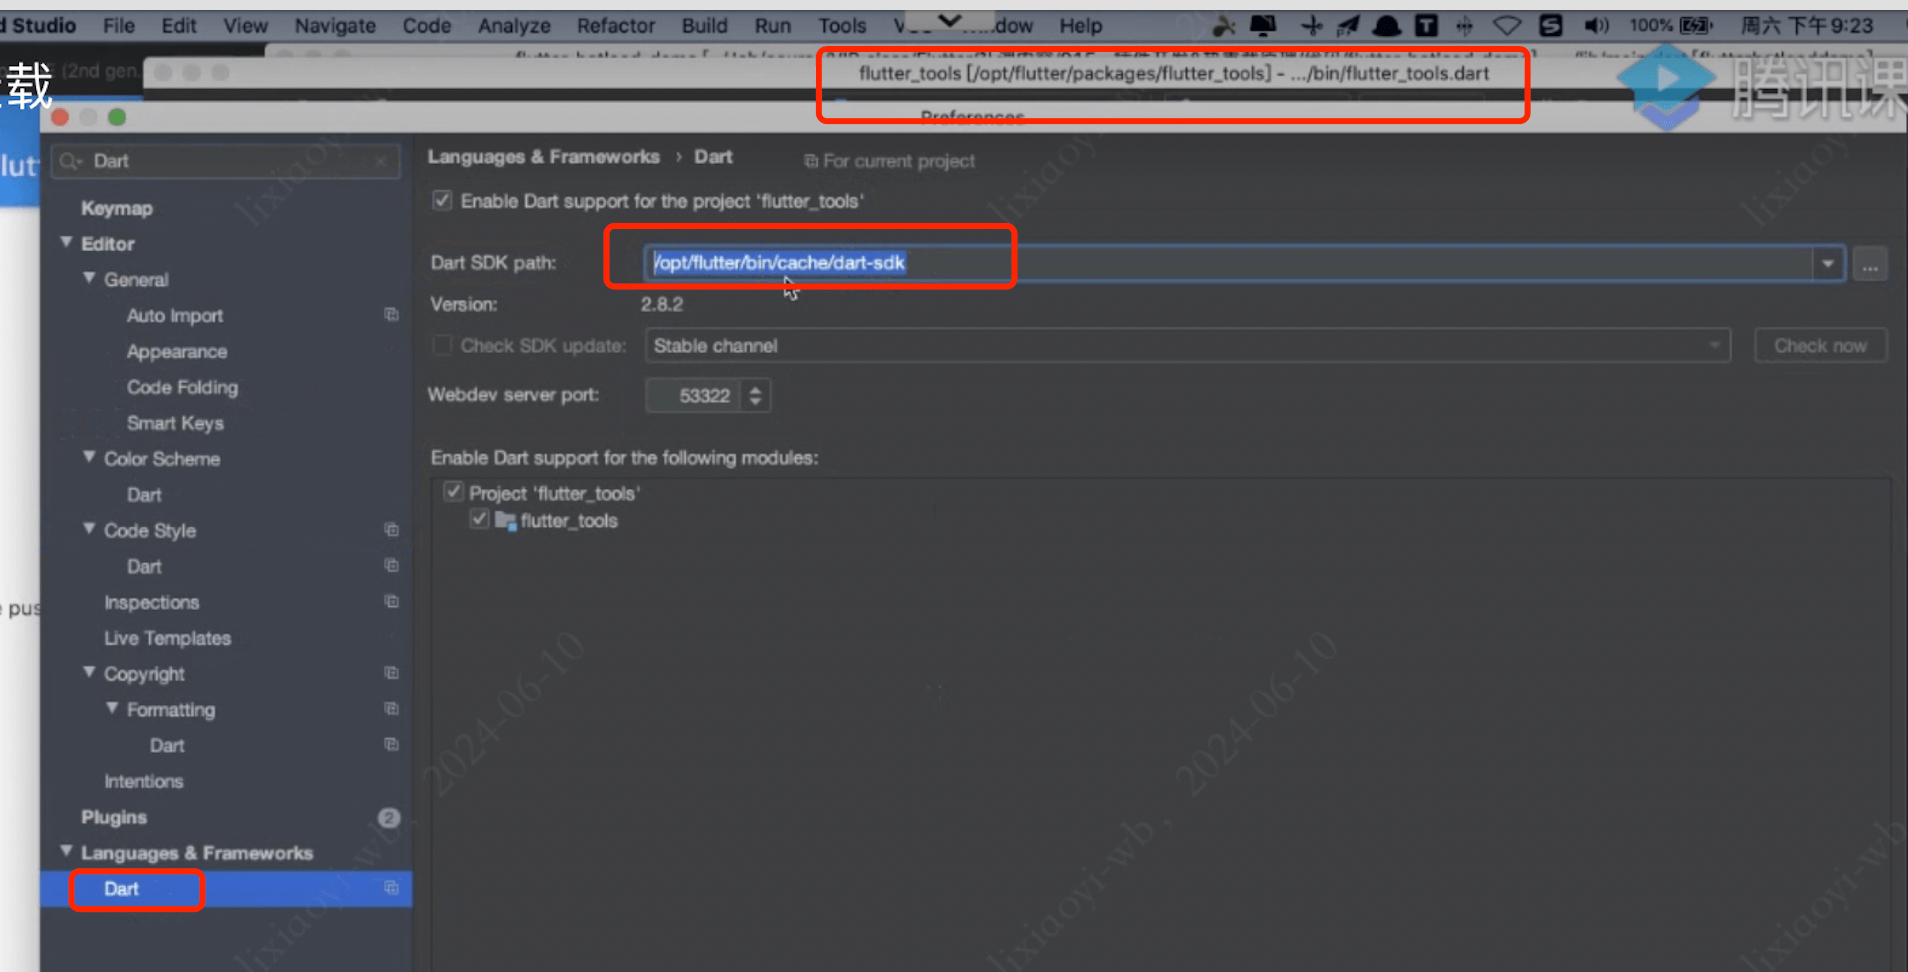 d Studio File Edit View Navigate Code Analyze Refactor Build Run Tools Window Help 100% 周六下午9:23
载
(2nd gen.
flutter_tools [/opt/flutter/packages/flutter_tools] - .../bin/flutter_tools.dart
腾讯课
Preferences
Dart
Languages & Frameworks › Dart
For current project
Keymap
Enable Dart support for the project 'flutter_tools'
Editor
General
Auto Import
Appearance
Code Folding
Smart Keys
Color Scheme
Dart
Code Style
Dart
Inspections
Live Templates
Copyright
Formatting
Dart
Intentions
Plugins 2
Languages & Frameworks
Dart
Dart SDK path: /opt/flutter/bin/cache/dart-sdk ...
Version: 2.8.2
Check SDK update: Stable channel Check now
Webdev server port: 53322
Enable Dart support for the following modules:
Project 'flutter_tools'
flutter_tools
lut
pus
2024-06-10
2024-06-10
lixiaoyi-wb,